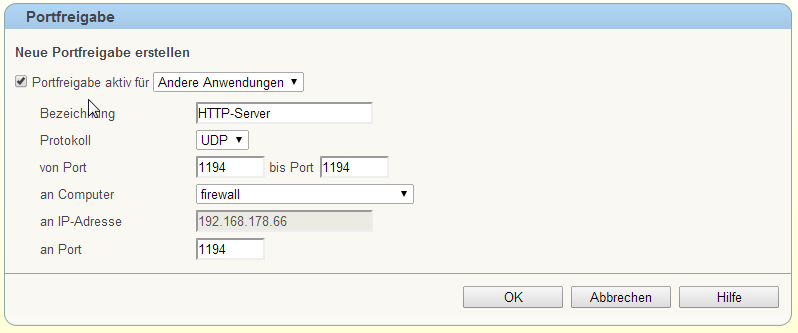 Portfreigabe
Neue Portfreigabe erstellen
Portfreigabe aktiv für Andere Anwendungen
Bezeichnung HTTP-Server
Protokoll UDP
von Port 1194 bis Port 1194
an Computer firewall
an IP-Adresse 192.168.178.66
an Port 1194
OK Abbrechen Hilfe